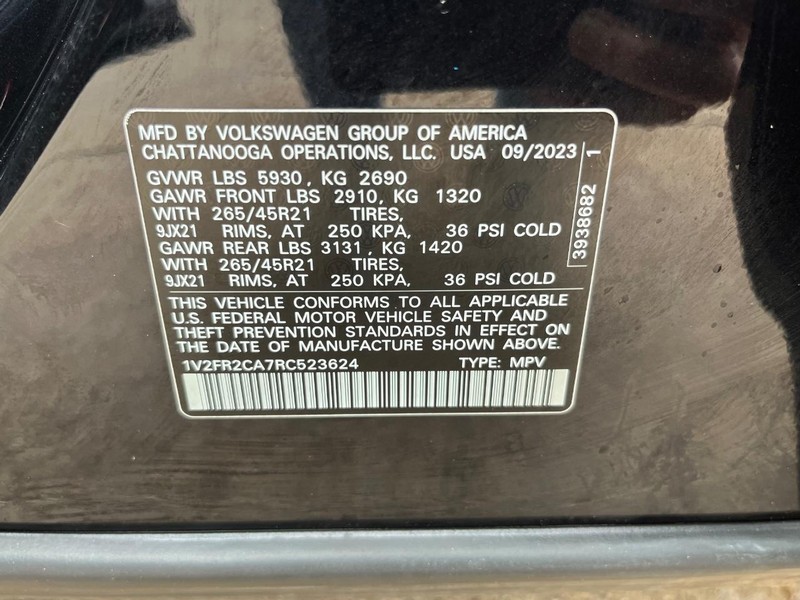 MFD BY VOLKSWAGEN GROUP OF AMERICA
CHATTANOOGA OPERATIONS, LLC. USA 09/2023
GVWR LBS 5930, KG 2690
GAWR FRONT LBS 2910, KG 1320
WITH 265/45R21 TIRES,
9JX21 RIMS, AT 250 KPA, 36 PSI COLD
GAWR REAR LBS 3131, KG 1420
WITH 265/45R21 TIRES,
9JX21 RIMS, AT 250 KPA, 36 PSI COLD
THIS VEHICLE CONFORMS TO ALL APPLICABLE
U.S. FEDERAL MOTOR VEHICLE SAFETY AND
THEFT PREVENTION STANDARDS IN EFFECT ON
THE DATE OF MANUFACTURE SHOWN ABOVE.
1V2FR2CA7RC523624 TYPE: MPV
3938682 1